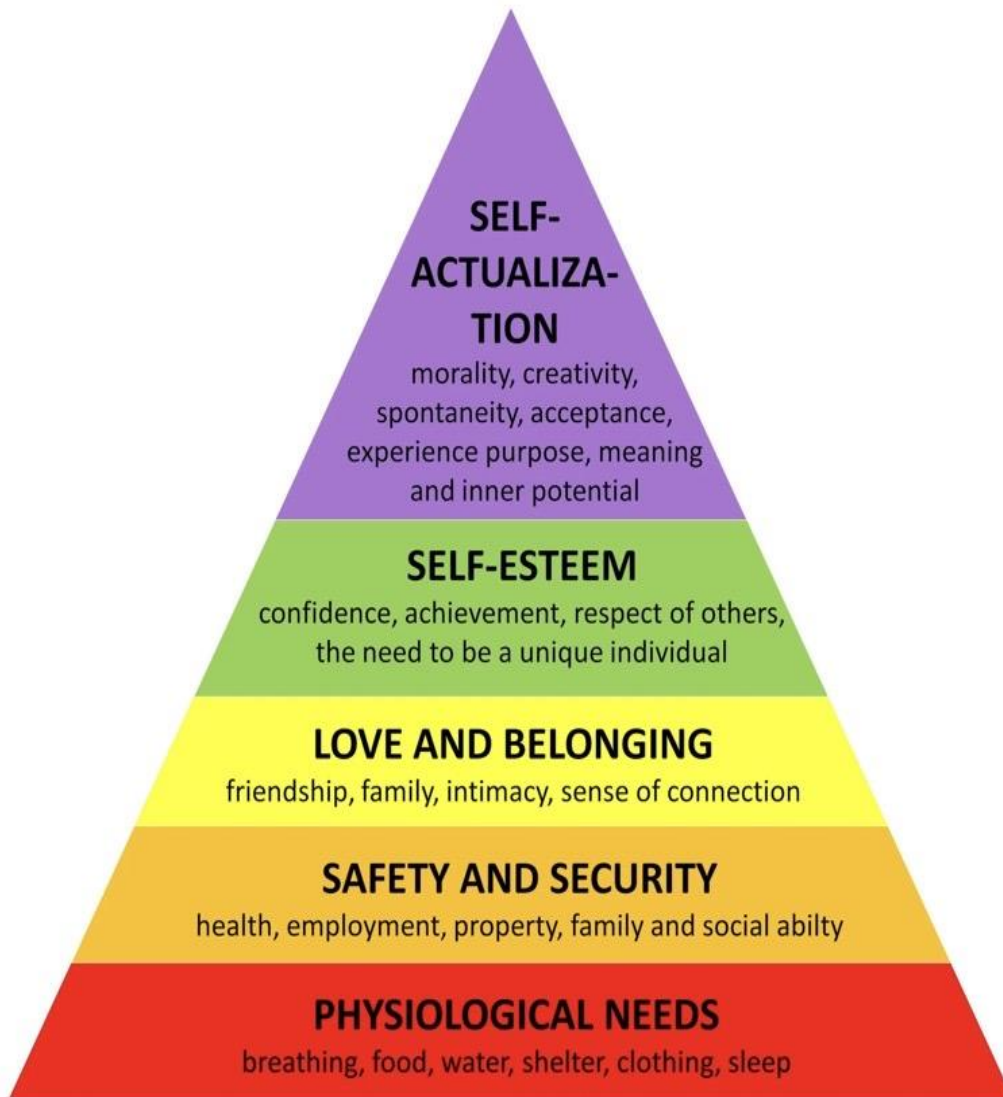 SELF-
ACTUALIZA-
TION
morality, creativity,
spontaneity, acceptance,
experience purpose, meaning
and inner potential
SELF-ESTEEM
confidence, achievement, respect of others,
the need to be a unique individual
LOVE AND BELONGING
friendship, family, intimacy, sense of connection
SAFETY AND SECURITY
health, employment, property, family and social abilty
PHYSIOLOGICAL NEEDS
breathing, food, water, shelter, clothing, sleep